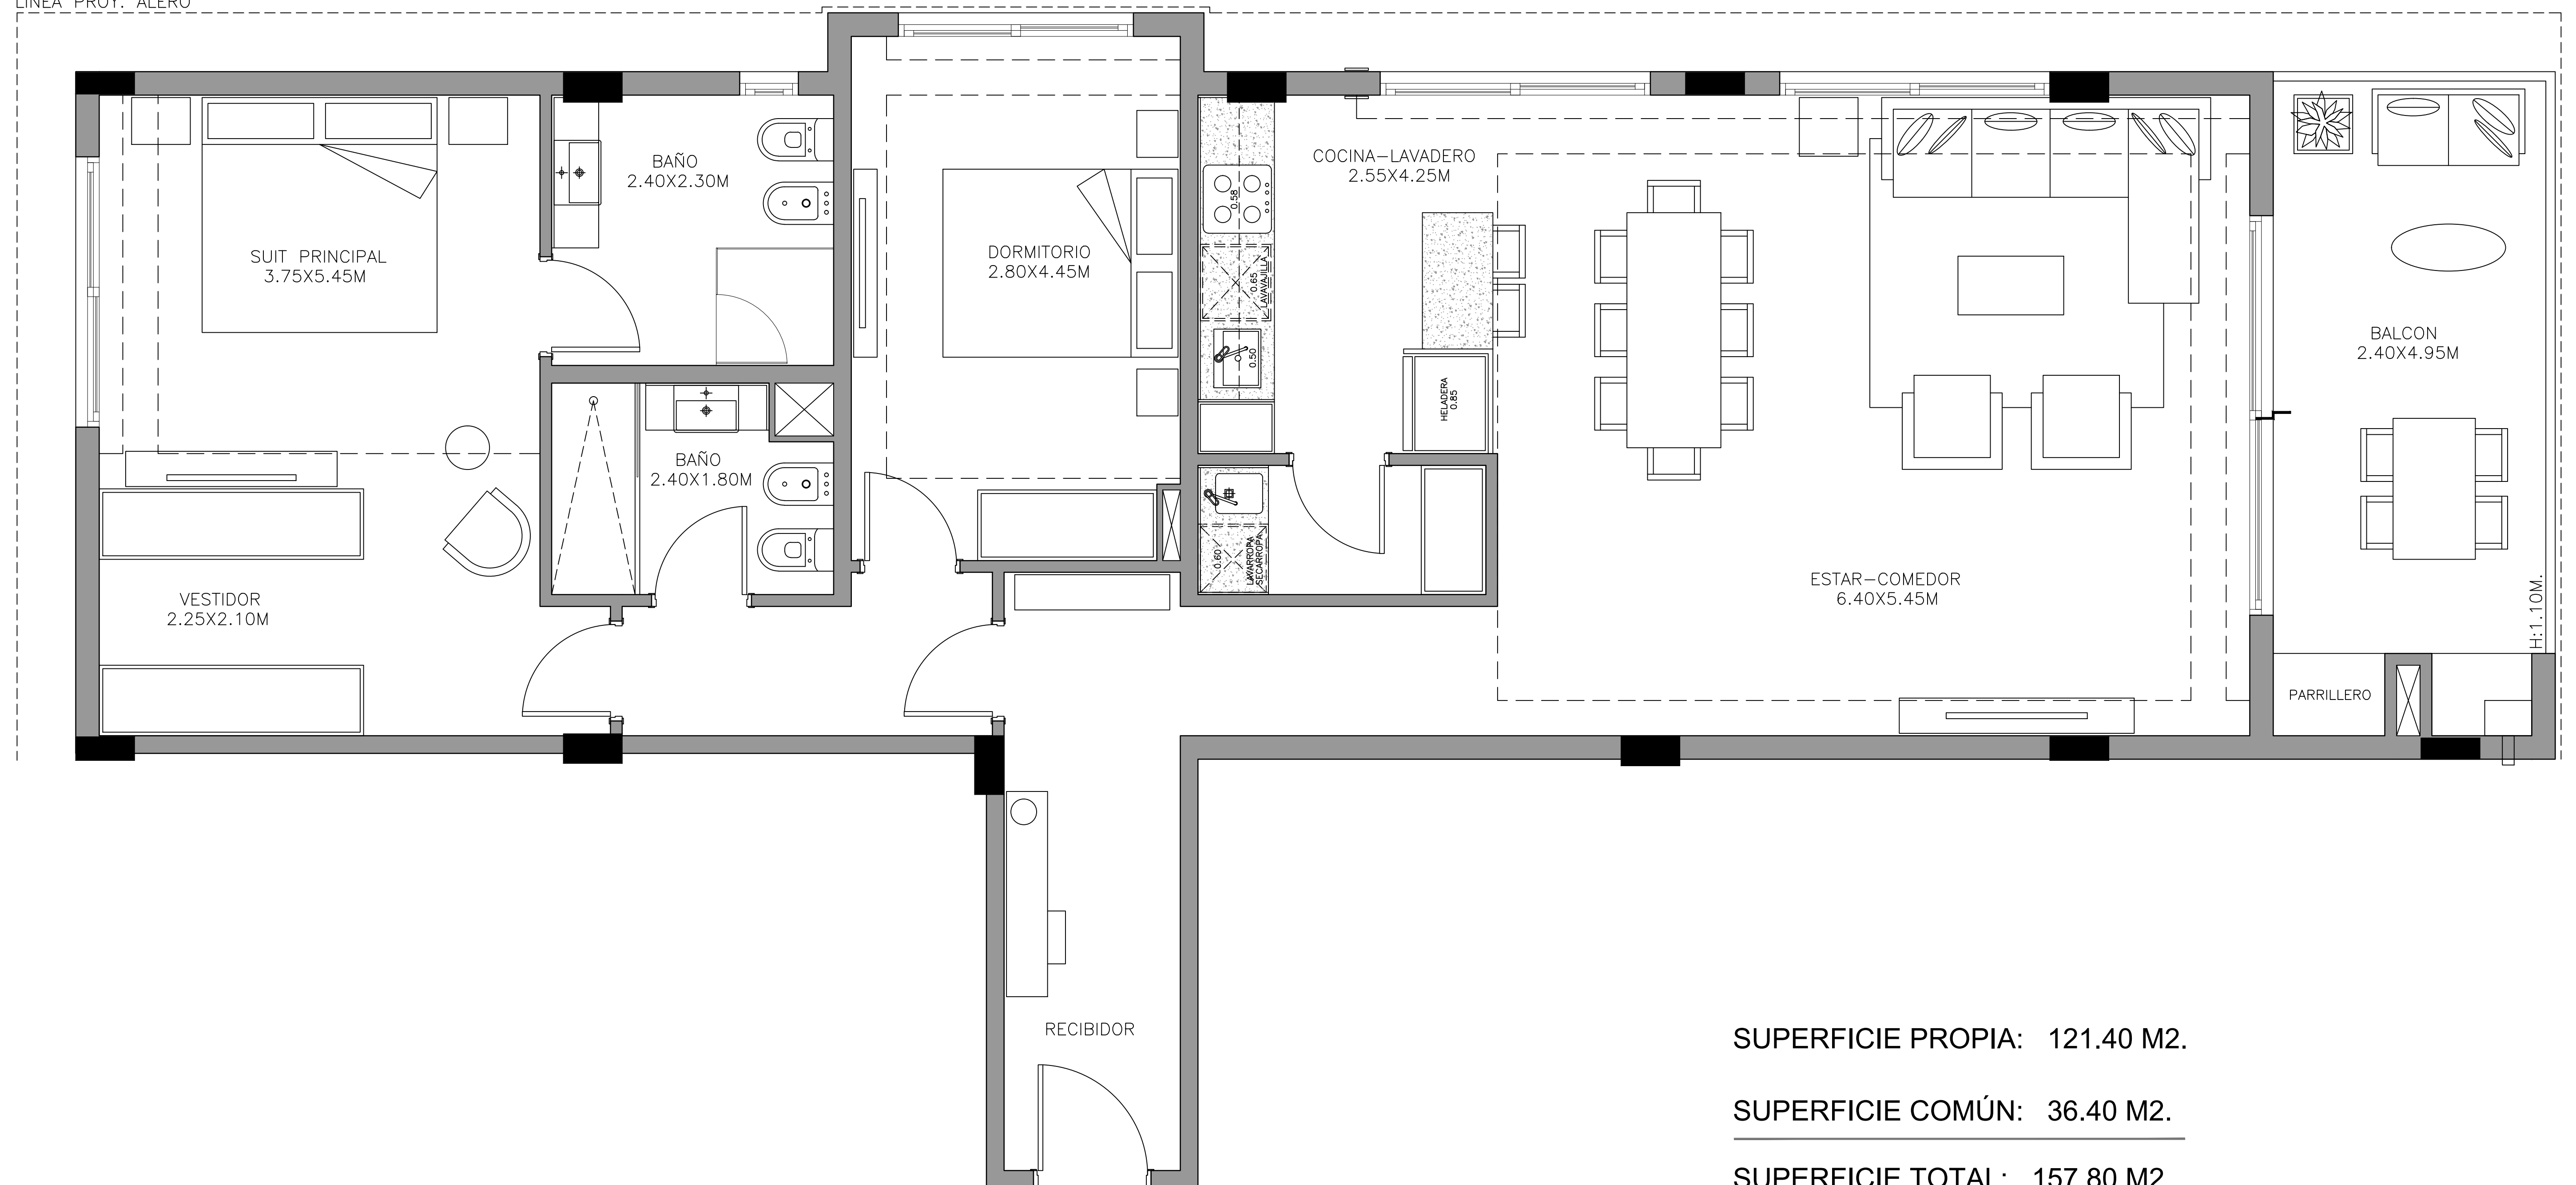 LINEA PROY. ALERO
BAÑO
2.40X2.30M
SUIT PRINCIPAL
3.75X5.45M
DORMITORIO
2.80X4.45M
COCINA-LAVADERO
2.55X4.25M
0.58
0.65
LAVAVAJILLA
0.50
HELADERA
0.85
BALCON
2.40X4.95M
BAÑO
2.40X1.80M
VESTIDOR
2.25X2.10M
0.60
LAVARROPA
SECARROPA
ESTAR-COMEDOR
6.40X5.45M
H:1.10M.
PARRILLERO
RECIBIDOR
SUPERFICIE PROPIA: 121.40 M2.
SUPERFICIE COMÚN: 36.40 M2.
SUPERFICIE TOTAL: 157.80 M2